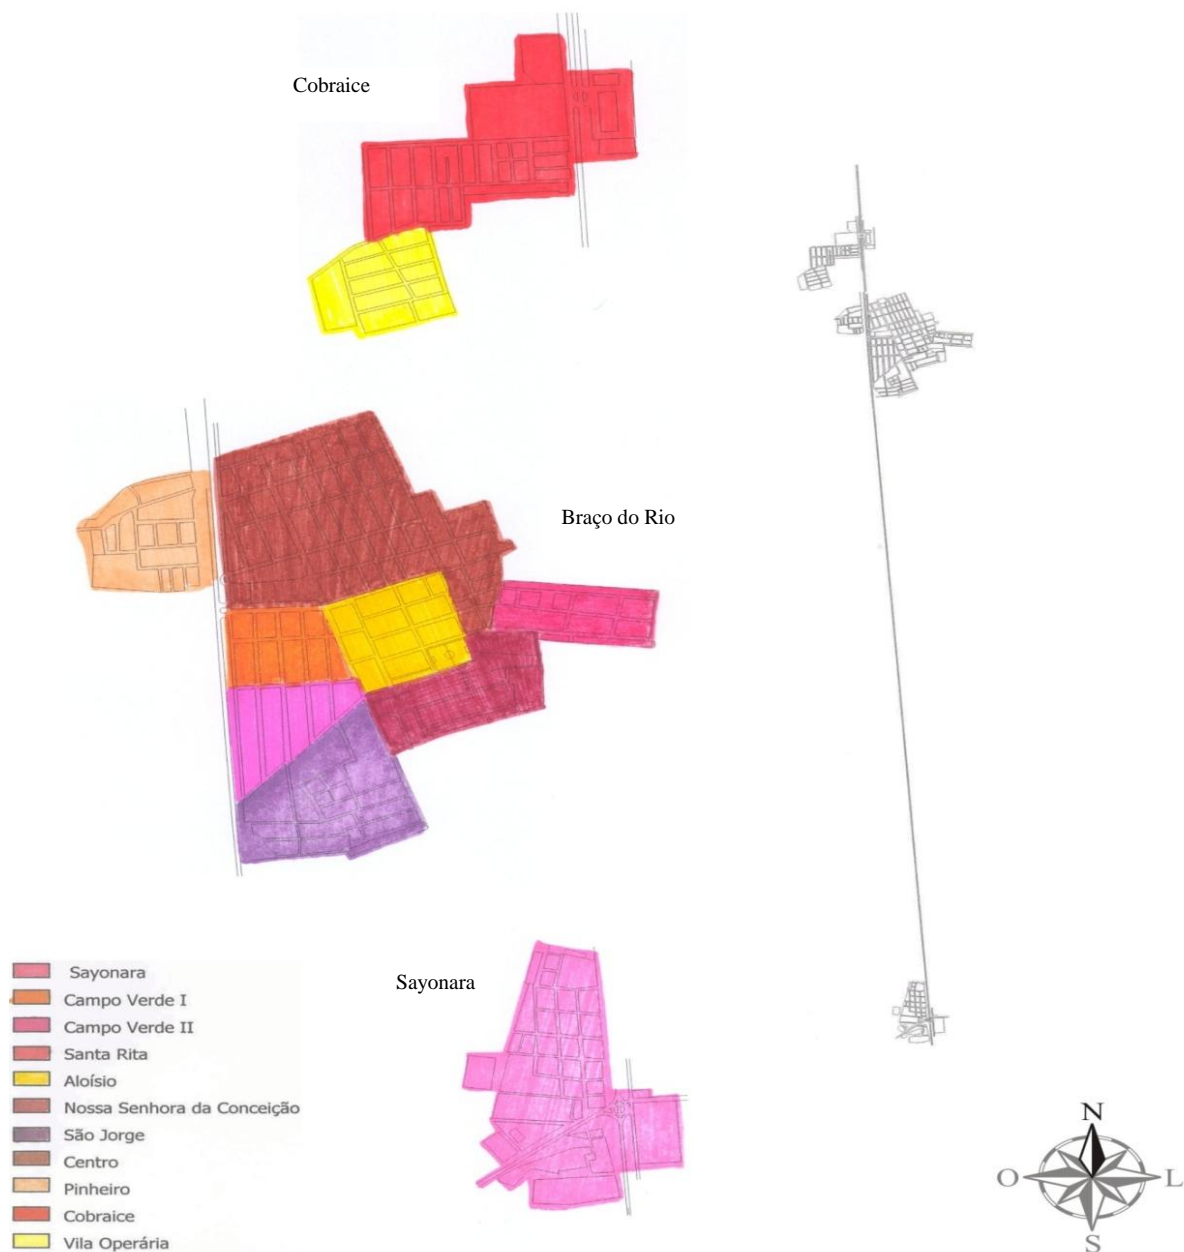 Cobraice
Braço do Rio
Sayonara
Sayonara
Campo Verde I
Campo Verde II
Santa Rita
Aloísio
Nossa Senhora da Conceição
São Jorge
Centro
Pinheiro
Cobraice
Vila Operária
N
O
L
S